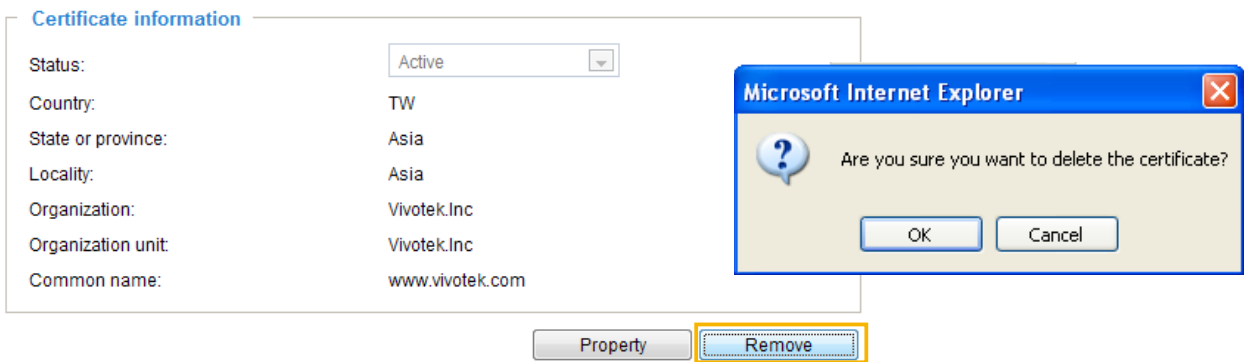 Certificate information
Status: Active
Country: TW
State or province: Asia
Locality: Asia
Organization: Vivotek.Inc
Organization unit: Vivotek.Inc
Common name: www.vivotek.com
Property Remove
Microsoft Internet Explorer
Are you sure you want to delete the certificate?
OK Cancel